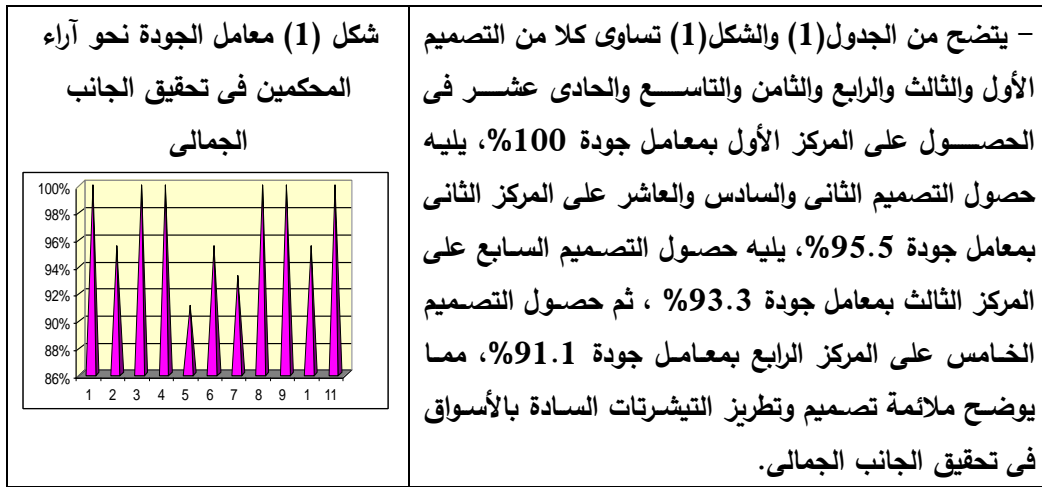 – يتضح من الجدول(1) والشكل(1) تساوى كلا من التصميم
الأول والثالث والرابع والثامن والتاسع والحادى عشر فى
الحصول على المركز الأول بمعامل جودة 100%، يليه
حصول التصميم الثانى والسادس والعاشر على المركز الثانى
بمعامل جودة 95.5%، يليه حصول التصميم السابع على
المركز الثالث بمعامل جودة 93.3% ، ثم حصول التصميم
الخامس على المركز الرابع بمعامل جودة 91.1%، مما
يوضح ملائمة تصميم وتطريز التيشرتات السادة بالأسواق
فى تحقيق الجانب الجمالى.
شكل (1) معامل الجودة نحو آراء
المحكمين فى تحقيق الجانب
الجمالى
100%
98%
96%
94%
92%
90%
88%
86%
1 2 3 4 5 6 7 8 9 1 11